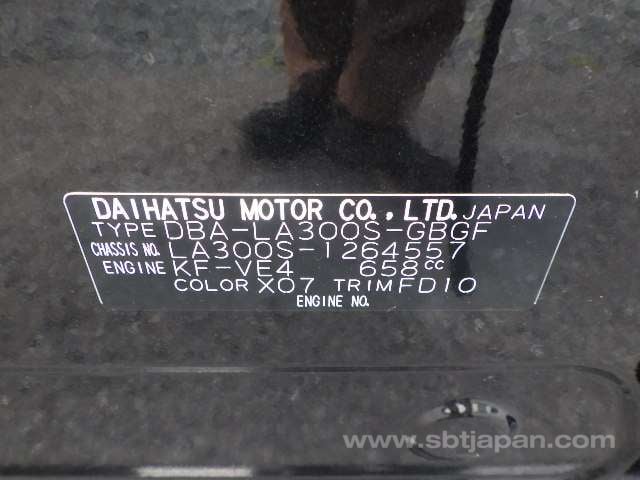 DAIHATSU MOTOR CO., LTD. JAPAN
TYPE DBA-LA300S-GBGF
CHASSIS NO. LA300S-1264557
ENGINE KF-VE4 658cc
COLOR X07 TRIM FD10
ENGINE NO.
www.sbtjapan.com